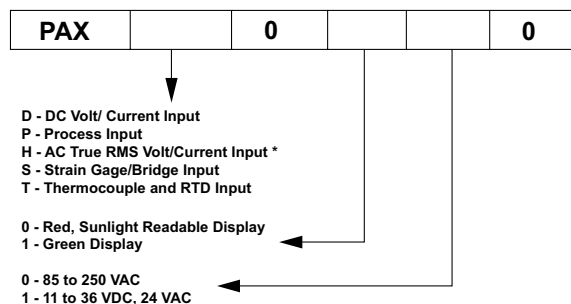 PAX 0 0
D - DC Volt/ Current Input
P - Process Input
H - AC True RMS Volt/Current Input *
S - Strain Gage/Bridge Input
T - Thermocouple and RTD Input
0 - Red, Sunlight Readable Display
1 - Green Display
0 - 85 to 250 VAC
1 - 11 to 36 VDC, 24 VAC